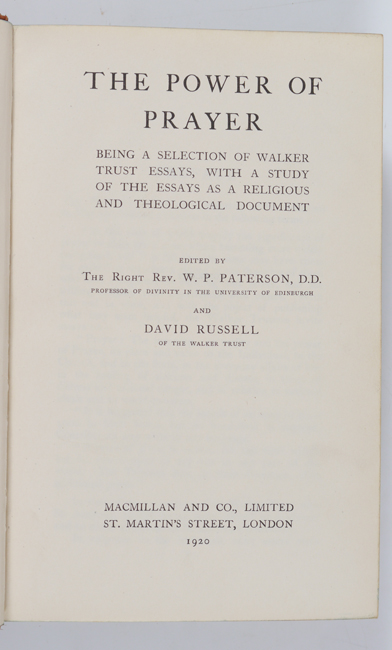 THE POWER OF
PRAYER
BEING A SELECTION OF WALKER
TRUST ESSAYS, WITH A STUDY
OF THE ESSAYS AS A RELIGIOUS
AND THEOLOGICAL DOCUMENT
EDITED BY
THE RIGHT REV. W. P. PATERSON, D.D.
PROFESSOR OF DIVINITY IN THE UNIVERSITY OF EDINBURGH
AND
DAVID RUSSELL
OF THE WALKER TRUST
MACMILLAN AND CO., LIMITED
ST. MARTIN'S STREET, LONDON
1920